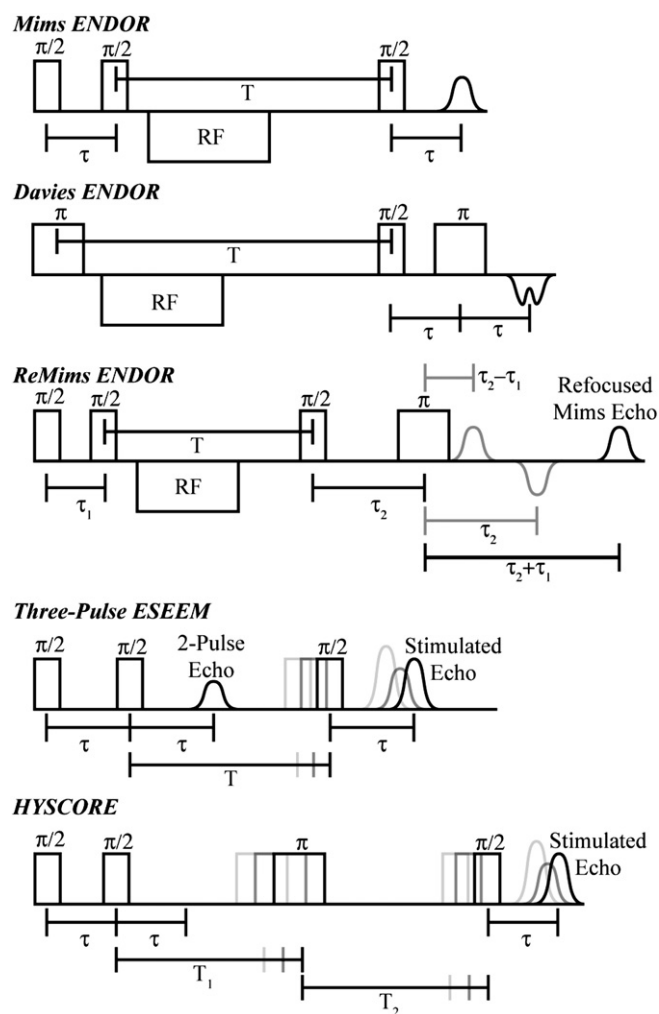 Mims ENDOR
π/2 π/2 π/2
T
RF
τ τ
Davies ENDOR
π π/2 π
T
RF
τ τ
ReMims ENDOR
τ₂−τ₁
π/2 π/2 π/2 π Refocused
Mims Echo
T
RF
τ₁ τ₂ τ₂
τ₂+τ₁
Three-Pulse ESEEM
π/2 π/2 2-Pulse π/2 Stimulated
Echo Echo
τ τ τ
T
HYSCORE
π/2 π/2 π π/2 Stimulated
Echo
τ τ τ
T₁
T₂